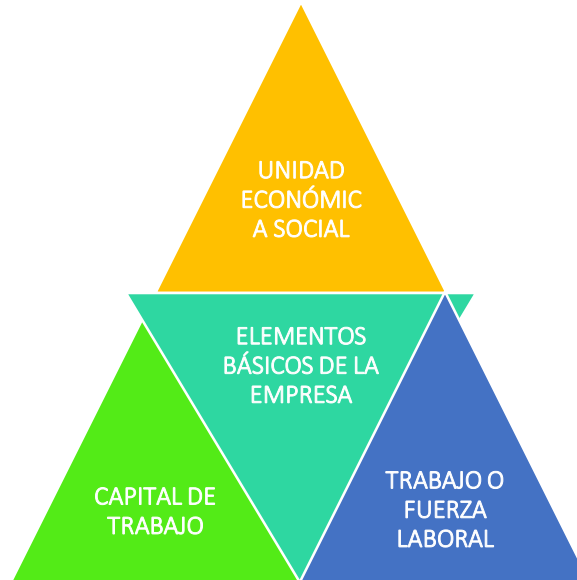 UNIDAD
ECONÓMIC
A SOCIAL
ELEMENTOS
BÁSICOS DE LA
EMPRESA
CAPITAL DE
TRABAJO
TRABAJO O
FUERZA
LABORAL